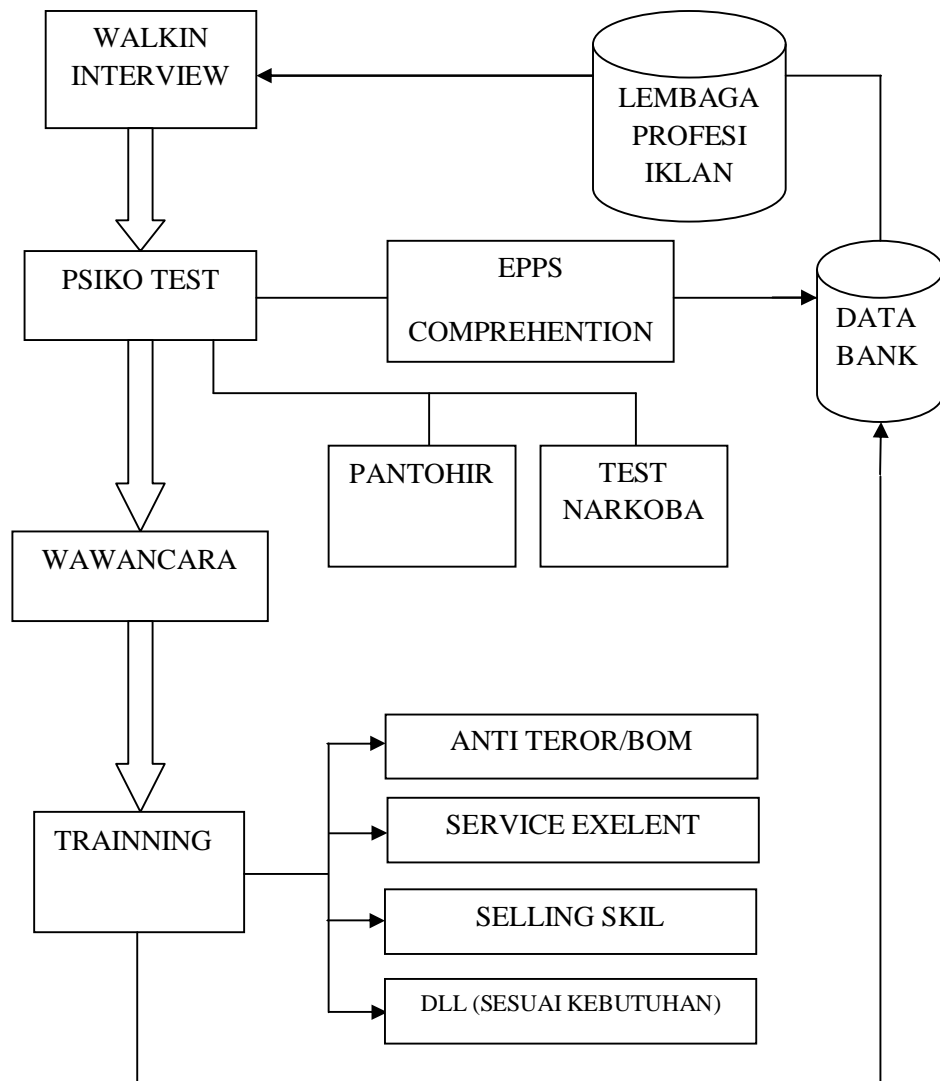 WALKIN
INTERVIEW
LEMBAGA
PROFESI
IKLAN
PSIKO TEST
EPPS
COMPREHENTION
DATA
BANK
PANTOHIR
TEST
NARKOBA
WAWANCARA
ANTI TEROR/BOM
SERVICE EXELENT
TRAINNING
SELLING SKIL
DLL (SESUAI KEBUTUHAN)